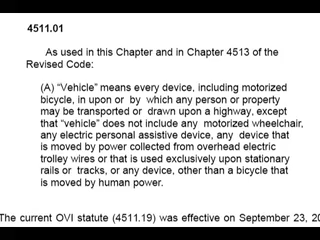 4511.01
As used in this Chapter and in Chapter 4513 of the
Revised Code:
(A) “Vehicle” means every device, including motorized
bicycle, in upon or by which any person or property
may be transported or drawn upon a highway, except
that “vehicle” does not include any motorized wheelchair,
any electric personal assistive device, any device that
is moved by power collected from overhead electric
trolley wires or that is used exclusively upon stationary
rails or tracks, or any device, other than a bicycle that
is moved by human power.
The current OVI statute (4511.19) was effective on September 23, 20